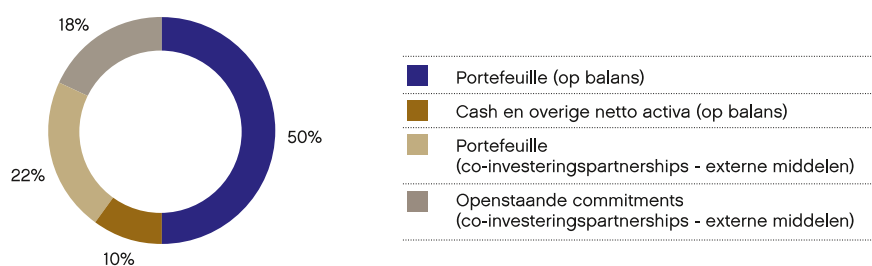 18%
50%
22%
10%
Portefeuille (op balans)
Cash en overige netto activa (op balans)
Portefeuille
(co-investeringspartnerships - externe middelen)
Openstaande commitments
(co-investeringspartnerships - externe middelen)